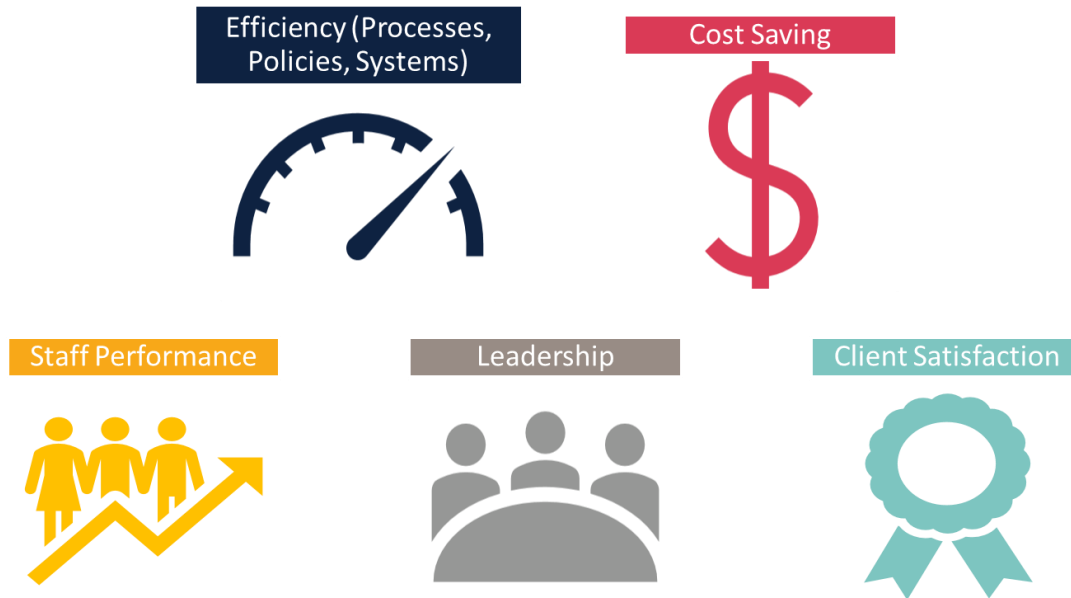 Efficiency (Processes,
Policies, Systems)
Cost Saving
Staff Performance
Leadership
Client Satisfaction